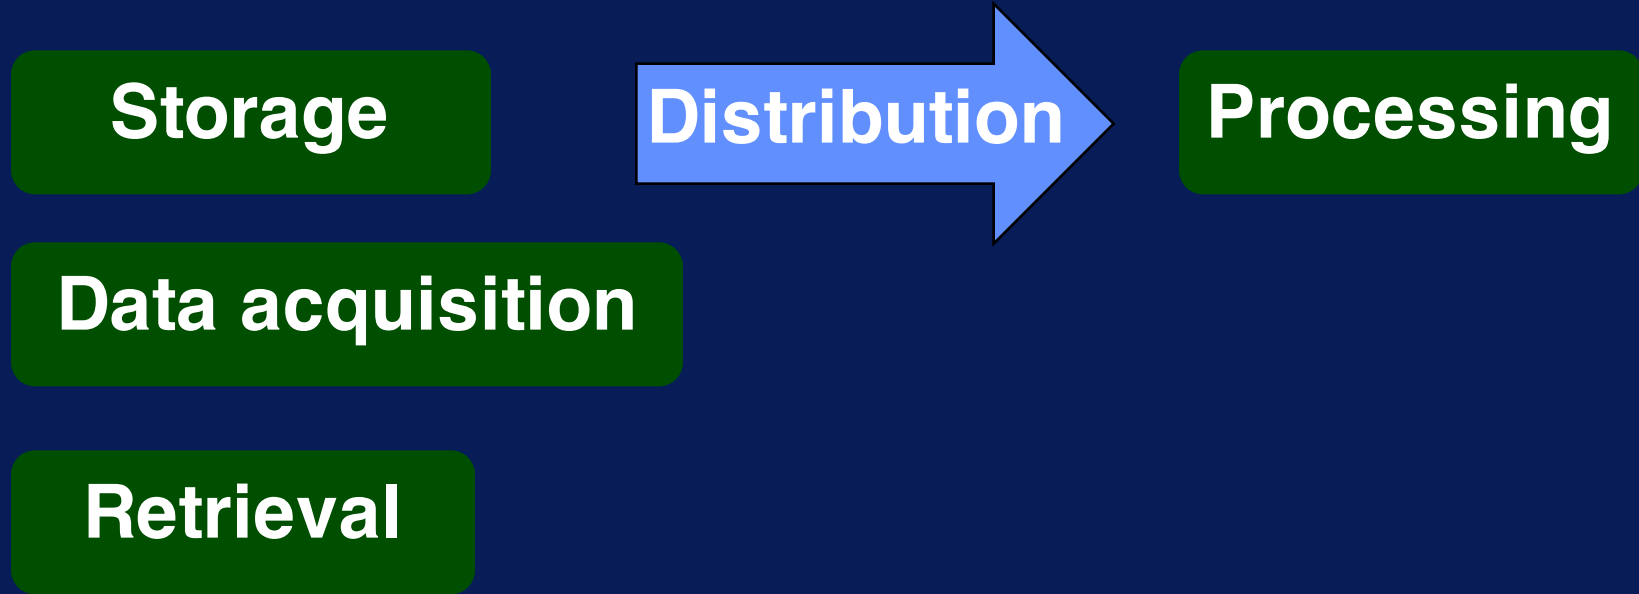 Storage
Distribution
Processing
Data acquisition
Retrieval